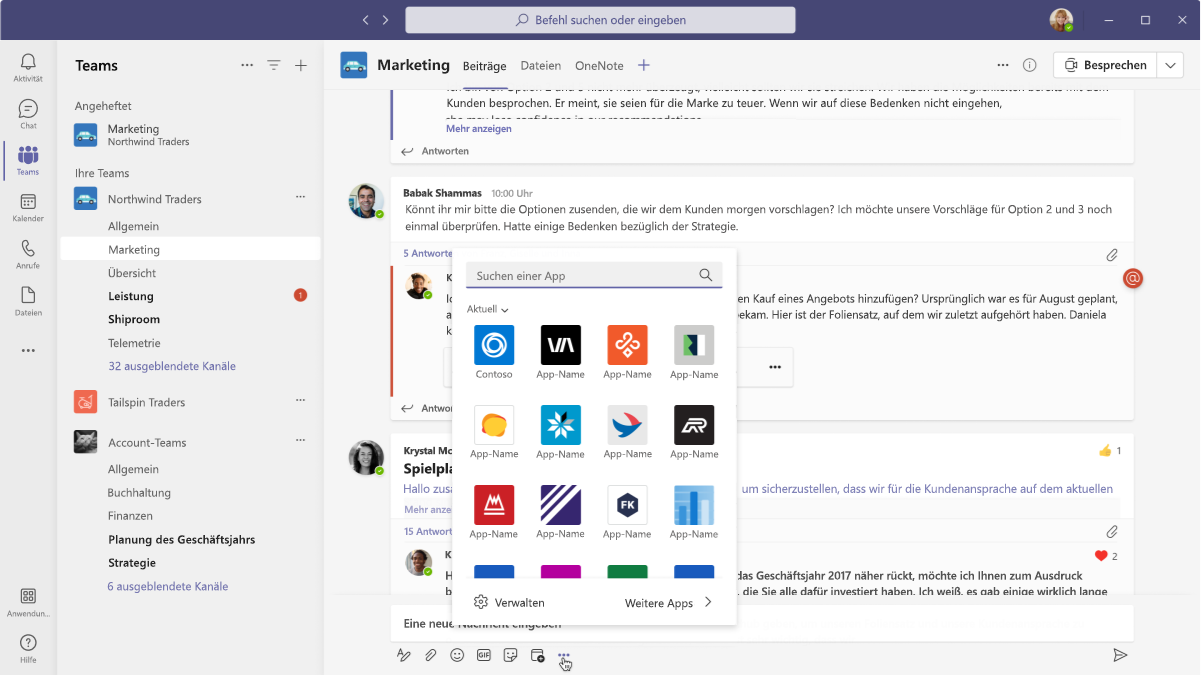 Befehl suchen oder eingeben
Aktivität
Chat
Teams
Kalender
Anrufe
Dateien
Anwendun...
Hilfe
Teams
Angeheftet
Marketing
Northwind Traders
Ihre Teams
Northwind Traders
Allgemein
Marketing
Übersicht
Leistung
1
Shiproom
Telemetrie
32 ausgeblendete Kanäle
Tailspin Traders
Account-Teams
Allgemein
Buchhaltung
Finanzen
Planung des Geschäftsjahrs
Strategie
6 ausgeblendete Kanäle
Marketing
Beiträge
Dateien
OneNote
Besprechen
Kunden besprochen. Er meint, sie seien für die Marke zu teuer. Wenn wir auf diese Bedenken nicht eingehen,
Mehr anzeigen
Antworten
Babak Shammas 10:00 Uhr
Könnt ihr mir bitte die Optionen zusenden, die wir dem Kunden morgen vorschlagen? Ich möchte unsere Vorschläge für Option 2 und 3 noch
einmal überprüfen. Hatte einige Bedenken bezüglich der Strategie.
5 Antworte
K
en Kauf eines Angebots hinzufügen? Ursprünglich war es für August geplant,
bekam. Hier ist der Foliensatz, auf dem wir zuletzt aufgehört haben. Daniela
k
Antwor
Krystal Mc
1
Spielpla
Hallo zusa
um sicherzustellen, dass wir für die Kundenansprache auf dem aktuellen
Mehr anze
15 Antwort
K
2
das Geschäftsjahr 2017 näher rückt, möchte ich Ihnen zum Ausdruck
, die Sie alle dafür investiert haben. Ich weiß, es gab einige wirklich lange
Suchen einer App
Aktuell
Contoso
App-Name
App-Name
App-Name
App-Name
App-Name
App-Name
App-Name
FK
App-Name
App-Name
App-Name
App-Name
Verwalten
Weitere Apps
Eine neue Nachricht eingeben
GIF